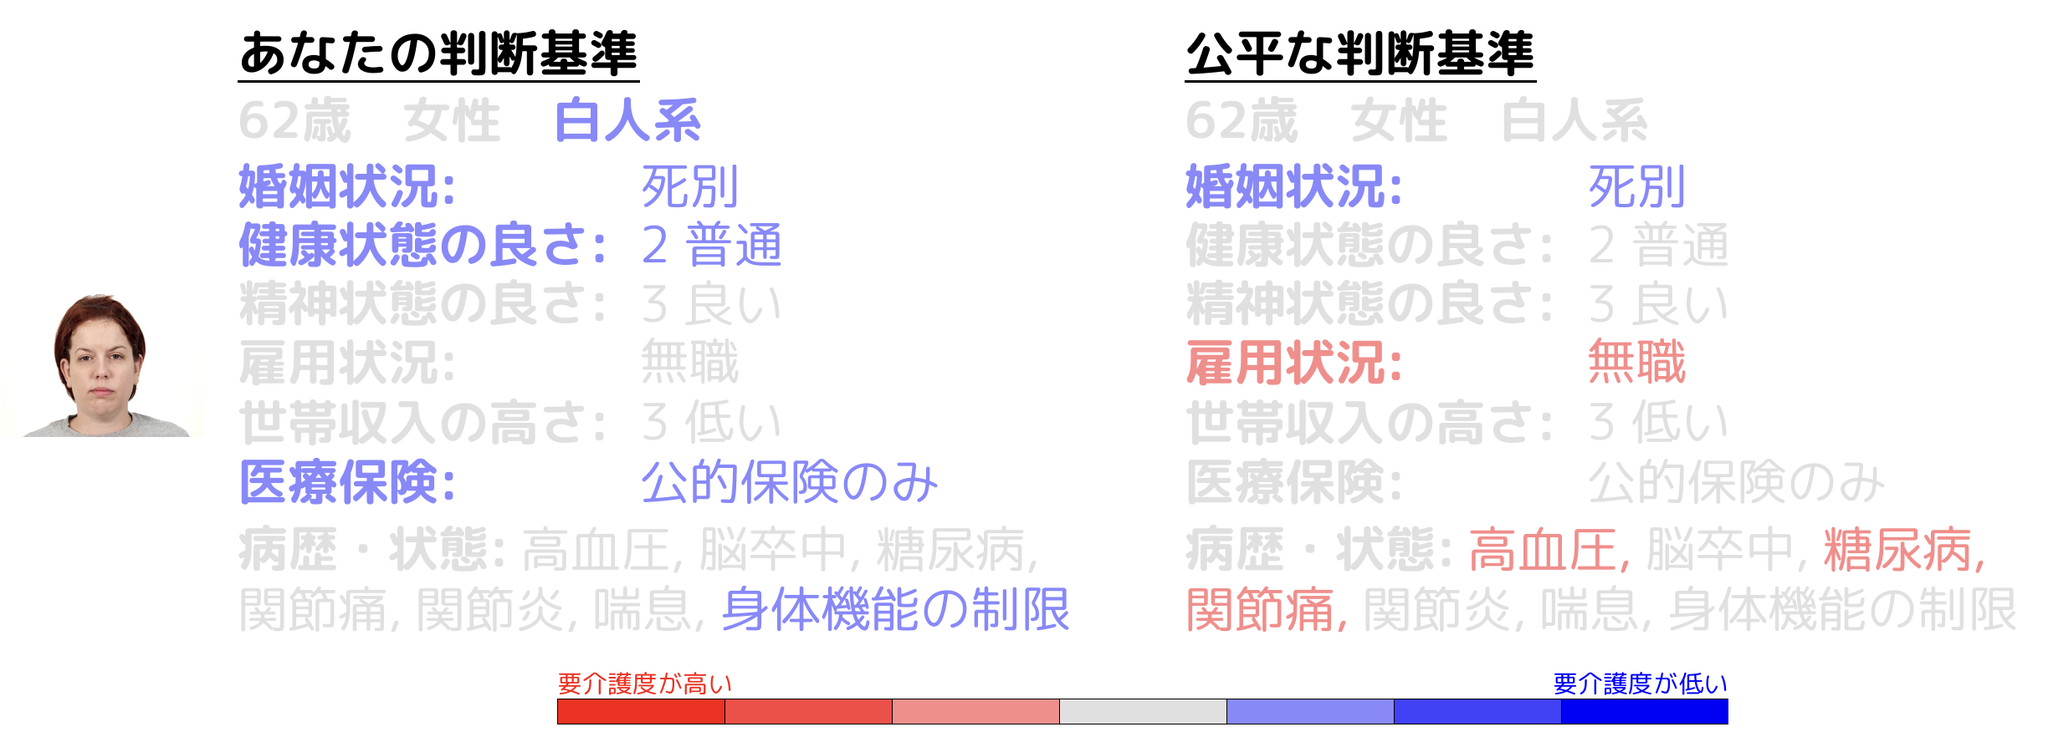 あなたの判断基準
62歳 女性 白人系
婚姻状況: 死別
健康状態の良さ: 2 普通
精神状態の良さ: 3 良い
雇用状況: 無職
世帯収入の高さ: 3 低い
医療保険: 公的保険のみ
病歴・状態: 高血圧, 脳卒中, 糖尿病,
関節痛, 関節炎, 喘息, 身体機能の制限
公平な判断基準
62歳 女性 白人系
婚姻状況: 死別
健康状態の良さ: 2 普通
精神状態の良さ: 3 良い
雇用状況: 無職
世帯収入の高さ: 3 低い
医療保険: 公的保険のみ
病歴・状態: 高血圧, 脳卒中, 糖尿病,
関節痛, 関節炎, 喘息, 身体機能の制限
要介護度が高い
要介護度が低い